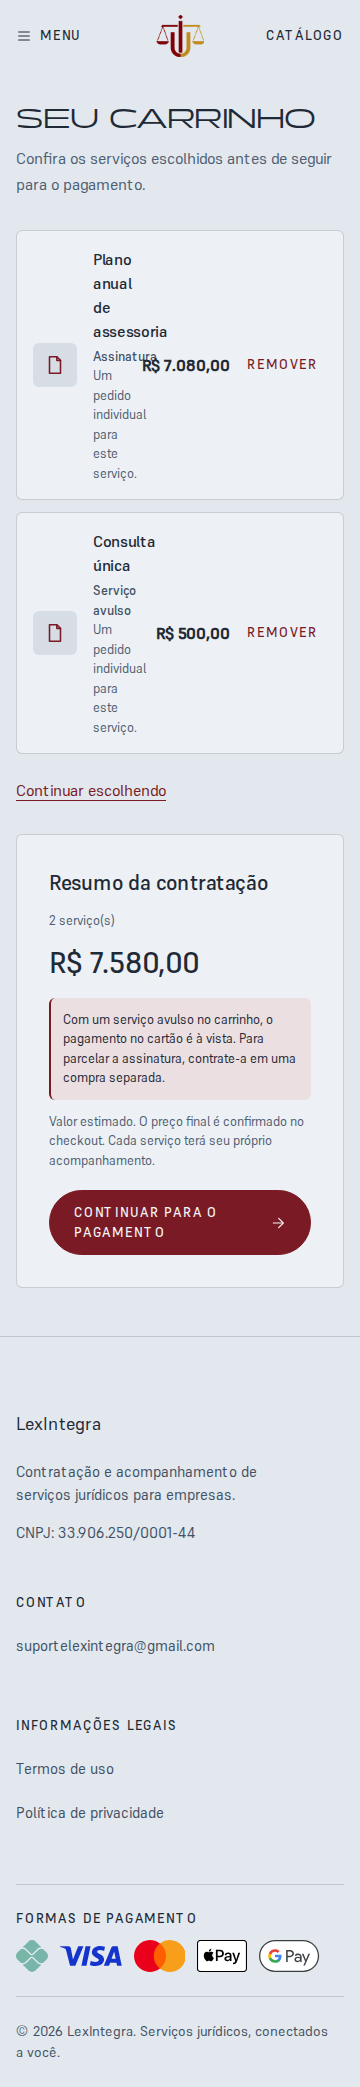 MENU
CATÁLOGO
SEU CARRINHO
Confira os serviços escolhidos antes de seguir
para o pagamento.
Plano
anual
de
assessoria
Assinatura
R$ 7.080,00
REMOVER
Um
pedido
individual
para
este
serviço.
Consulta
única
Serviço
avulso
R$ 500,00
REMOVER
Um
pedido
individual
para
este
serviço.
Continuar escolhendo
Resumo da contratação
2 serviço(s)
R$ 7.580,00
Com um serviço avulso no carrinho, o
pagamento no cartão é à vista. Para
parcelar a assinatura, contrate-a em uma
compra separada.
Valor estimado. O preço final é confirmado no
checkout. Cada serviço terá seu próprio
acompanhamento.
CONTINUAR PARA O
PAGAMENTO
LexIntegra
Contratação e acompanhamento de
serviços jurídicos para empresas.
CNPJ: 33.906.250/0001-44
CONTATO
suportelexintegra@gmail.com
INFORMAÇÕES LEGAIS
Termos de uso
Política de privacidade
FORMAS DE PAGAMENTO
VISA
Pay
G Pay
© 2026 LexIntegra. Serviços jurídicos, conectados
a você.